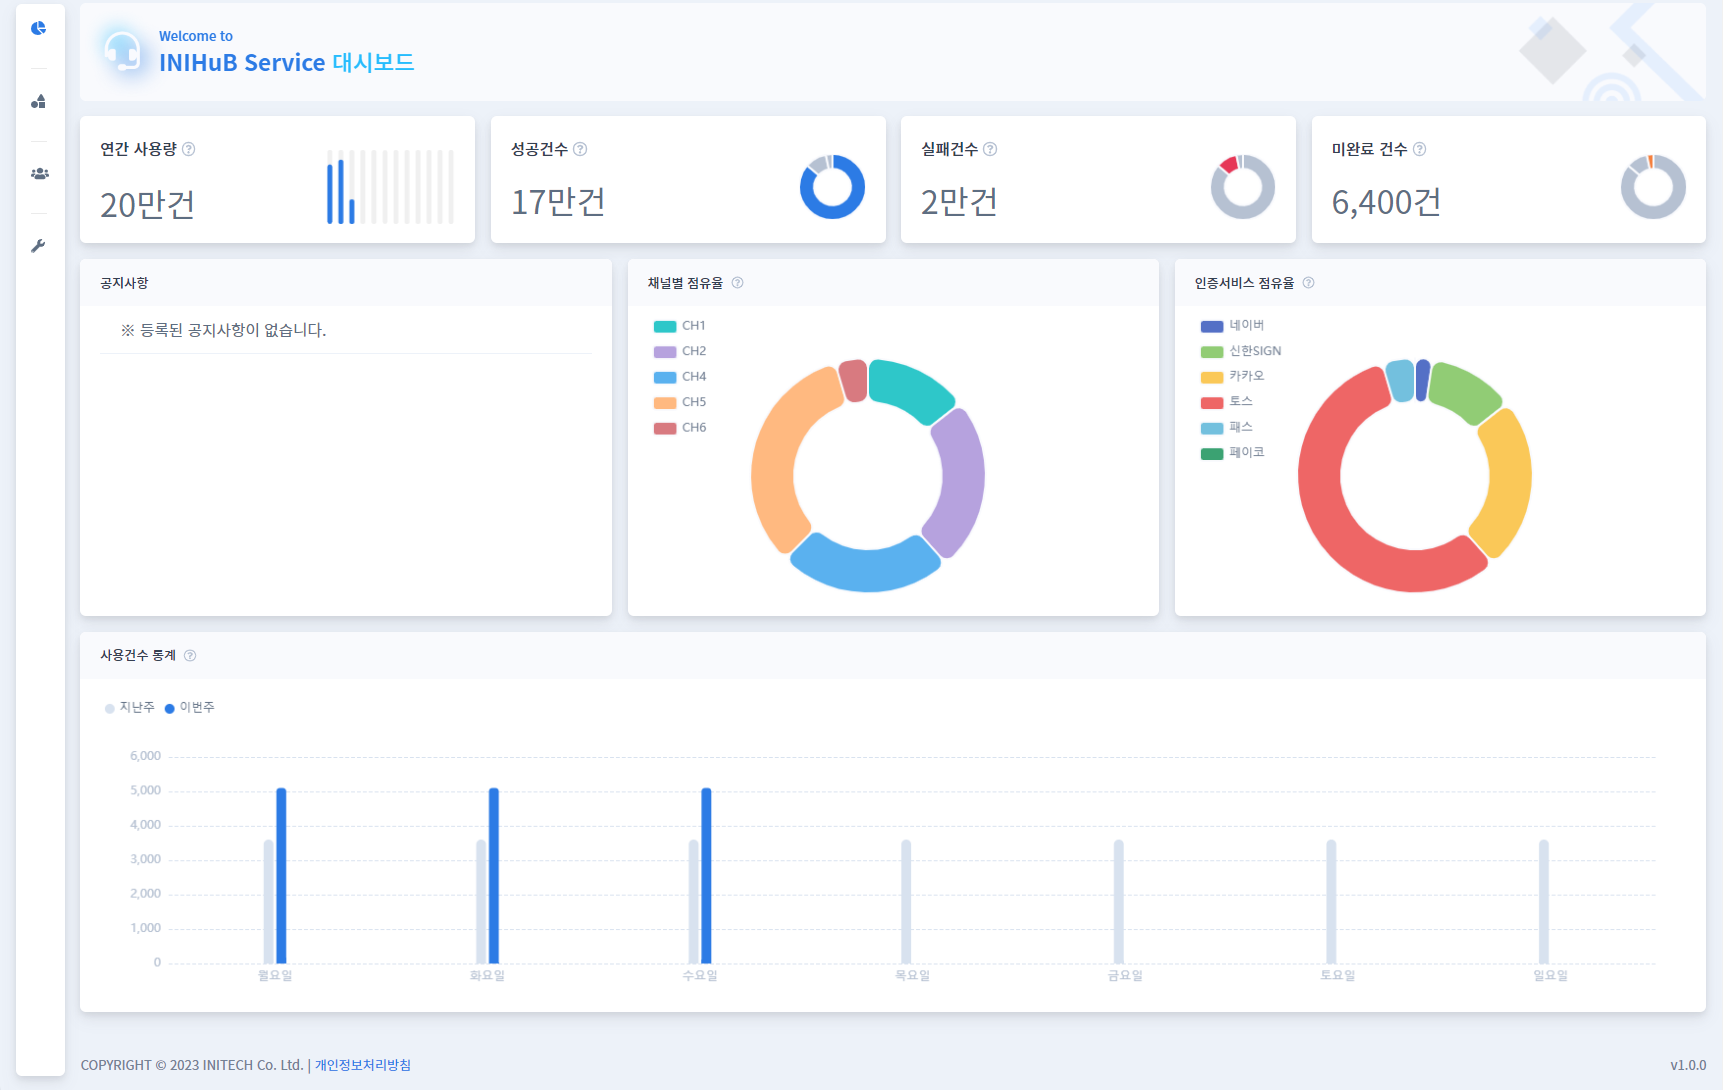 Welcome to
INIHuB Service 대시보드
연간 사용량
20만건
성공건수
17만건
실패건수
2만건
미완료 건수
6,400건
공지사항
※ 등록된 공지사항이 없습니다.
채널별 점유율
CH1
CH2
CH4
CH5
CH6
인증서비스 점유율
네이버
신한SIGN
카카오
토스
패스
페이코
사용건수 통계
지난주 이번주
6,000
5,000
4,000
3,000
2,000
1,000
0
월요일 화요일 수요일 목요일 금요일 토요일 일요일
COPYRIGHT © 2023 INITECH Co. Ltd. | 개인정보처리방침
v1.0.0